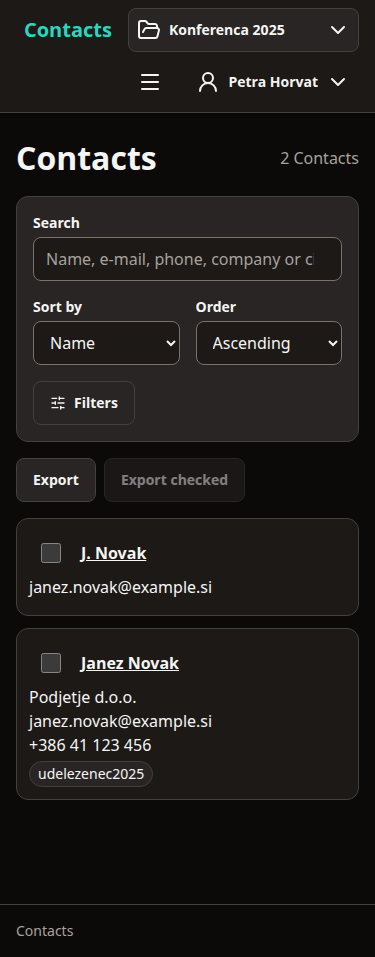 Contacts
Konferenca 2025
Petra Horvat
Contacts
2 Contacts
Search
Name, e-mail, phone, company or ci
Sort by
Order
Name
Ascending
Filters
Export
Export checked
J. Novak
janez.novak@example.si
Janez Novak
Podjetje d.o.o.
janez.novak@example.si
+386 41 123 456
udelezenec2025
Contacts